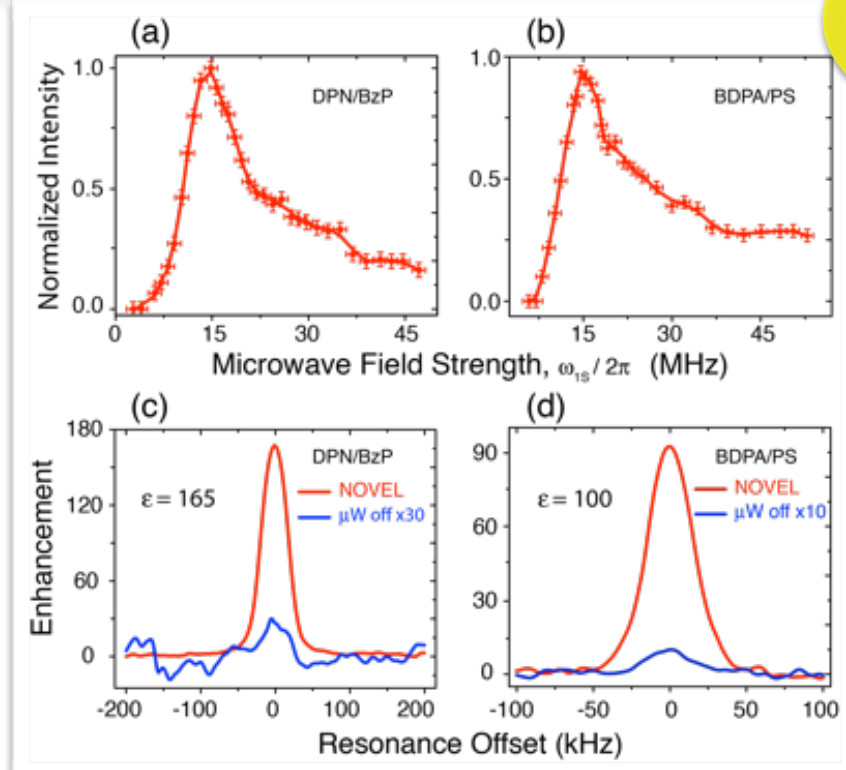 (a)
(b)
DPN/BzP
BDPA/PS
Normalized Intensity
1.0
0.5
0.0
1.0
0.5
0.0
0 15 30 45
15 30 45
Microwave Field Strength, ω1S / 2π (MHz)
(c)
(d)
180
120
60
0
Enhancement
DPN/BzP
ε = 165
NOVEL
μW off x30
90
60
30
0
BDPA/PS
ε = 100
NOVEL
μW off x10
-200 -100 0 100 200
-100 -50 0 50 100
Resonance Offset (kHz)